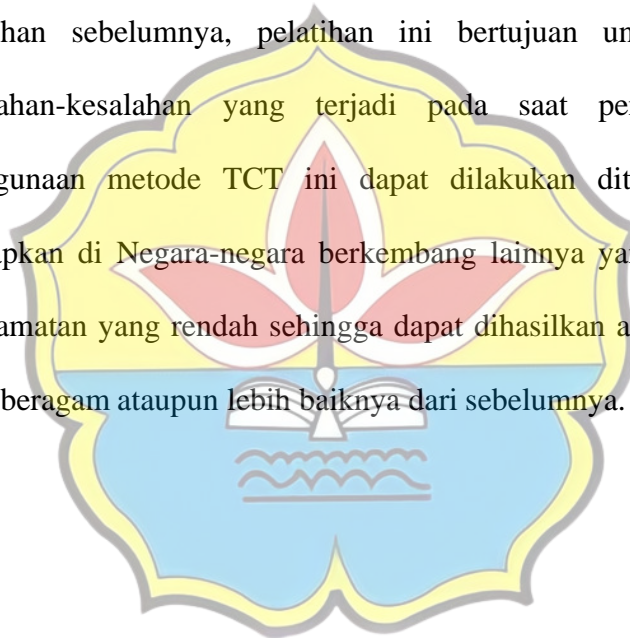 han sebelumnya, pelatihan ini bertujuan un
ahan-kesalahan yang terjadi pada saat pe
gunaan metode TCT ini dapat dilakukan dit
apkan di Negara-negara berkembang lainnya ya
amatan yang rendah sehingga dapat dihasilkan a
beragam ataupun lebih baiknya dari sebelumnya.